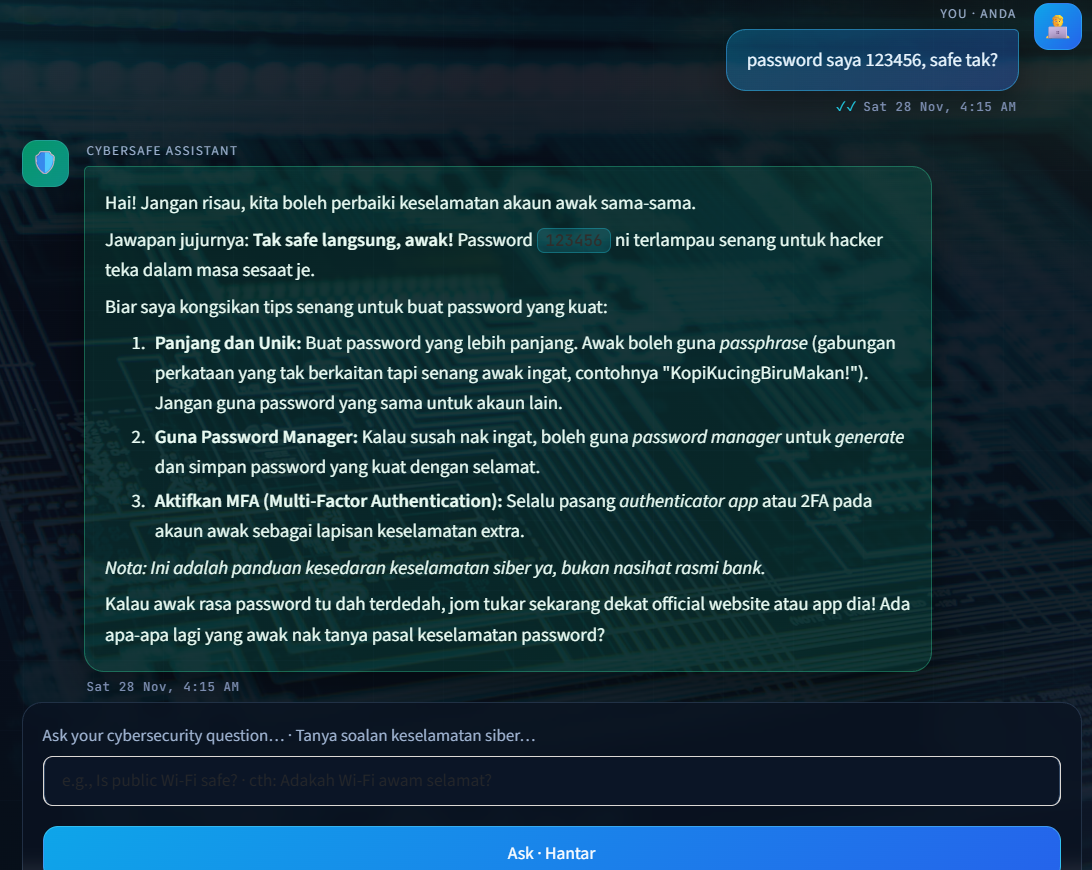 YOU · ANDA
password saya 123456, safe tak?
✓✓ Sat 28 Nov, 4:15 AM
CYBERSAFE ASSISTANT
Hai! Jangan risau, kita boleh perbaiki keselamatan akaun awak sama-sama.
Jawapan jujurnya: Tak safe langsung, awak! Password 123456 ni terlampau senang untuk hacker
teka dalam masa sesaat je.
Biar saya kongsikan tips senang untuk buat password yang kuat:
1. Panjang dan Unik: Buat password yang lebih panjang. Awak boleh guna passphrase (gabungan
perkataan yang tak berkaitan tapi senang awak ingat, contohnya "KopiKucingBiruMakan!").
Jangan guna password yang sama untuk akaun lain.
2. Guna Password Manager: Kalau susah nak ingat, boleh guna password manager untuk generate
dan simpan password yang kuat dengan selamat.
3. Aktifkan MFA (Multi-Factor Authentication): Selalu pasang authenticator app atau 2FA pada
akaun awak sebagai lapisan keselamatan extra.
Nota: Ini adalah panduan kesedaran keselamatan siber ya, bukan nasihat rasmi bank.
Kalau awak rasa password tu dah terdedah, jom tukar sekarang dekat official website atau app dia! Ada
apa-apa lagi yang awak nak tanya pasal keselamatan password?
Sat 28 Nov, 4:15 AM
Ask your cybersecurity question... · Tanya soalan keselamatan siber...
e.g., Is public Wi-Fi safe? · cth: Adakah Wi-Fi awam selamat?
Ask · Hantar